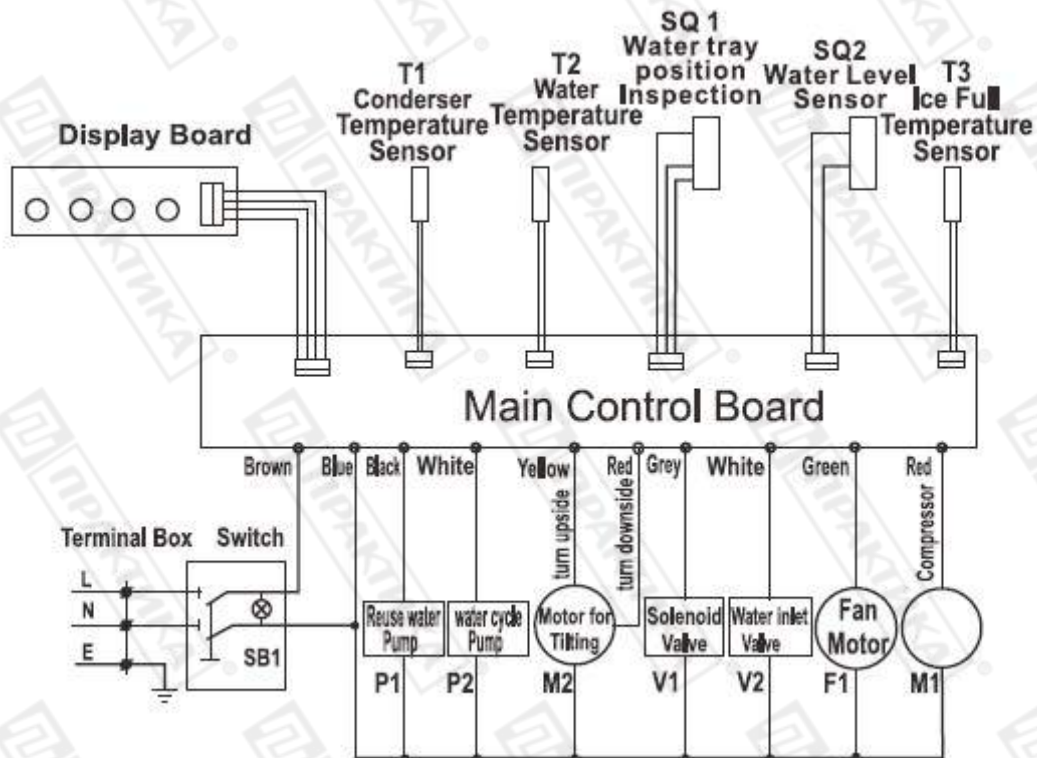 SQ 1
Water tray
position
Inspection
SQ2
Water Level
Sensor
T1
Conderser
Temperature
Sensor
T2
Water
Temperature
Sensor
T3
Ice Full
Temperature
Sensor
Display Board
Main Control Board
Brown
Blue
Black
White
Yellow
Red
Grey
White
Green
Red
turn upside
turn downside
Compressor
Terminal Box
Switch
L
N
E
SB1
Reuse water
Pump
water cycle
Pump
Motor for
Tilting
Solenoid
Valve
Water inlet
Valve
Fan
Motor
P1
P2
M2
V1
V2
F1
M1
ПРАКТИКА ®